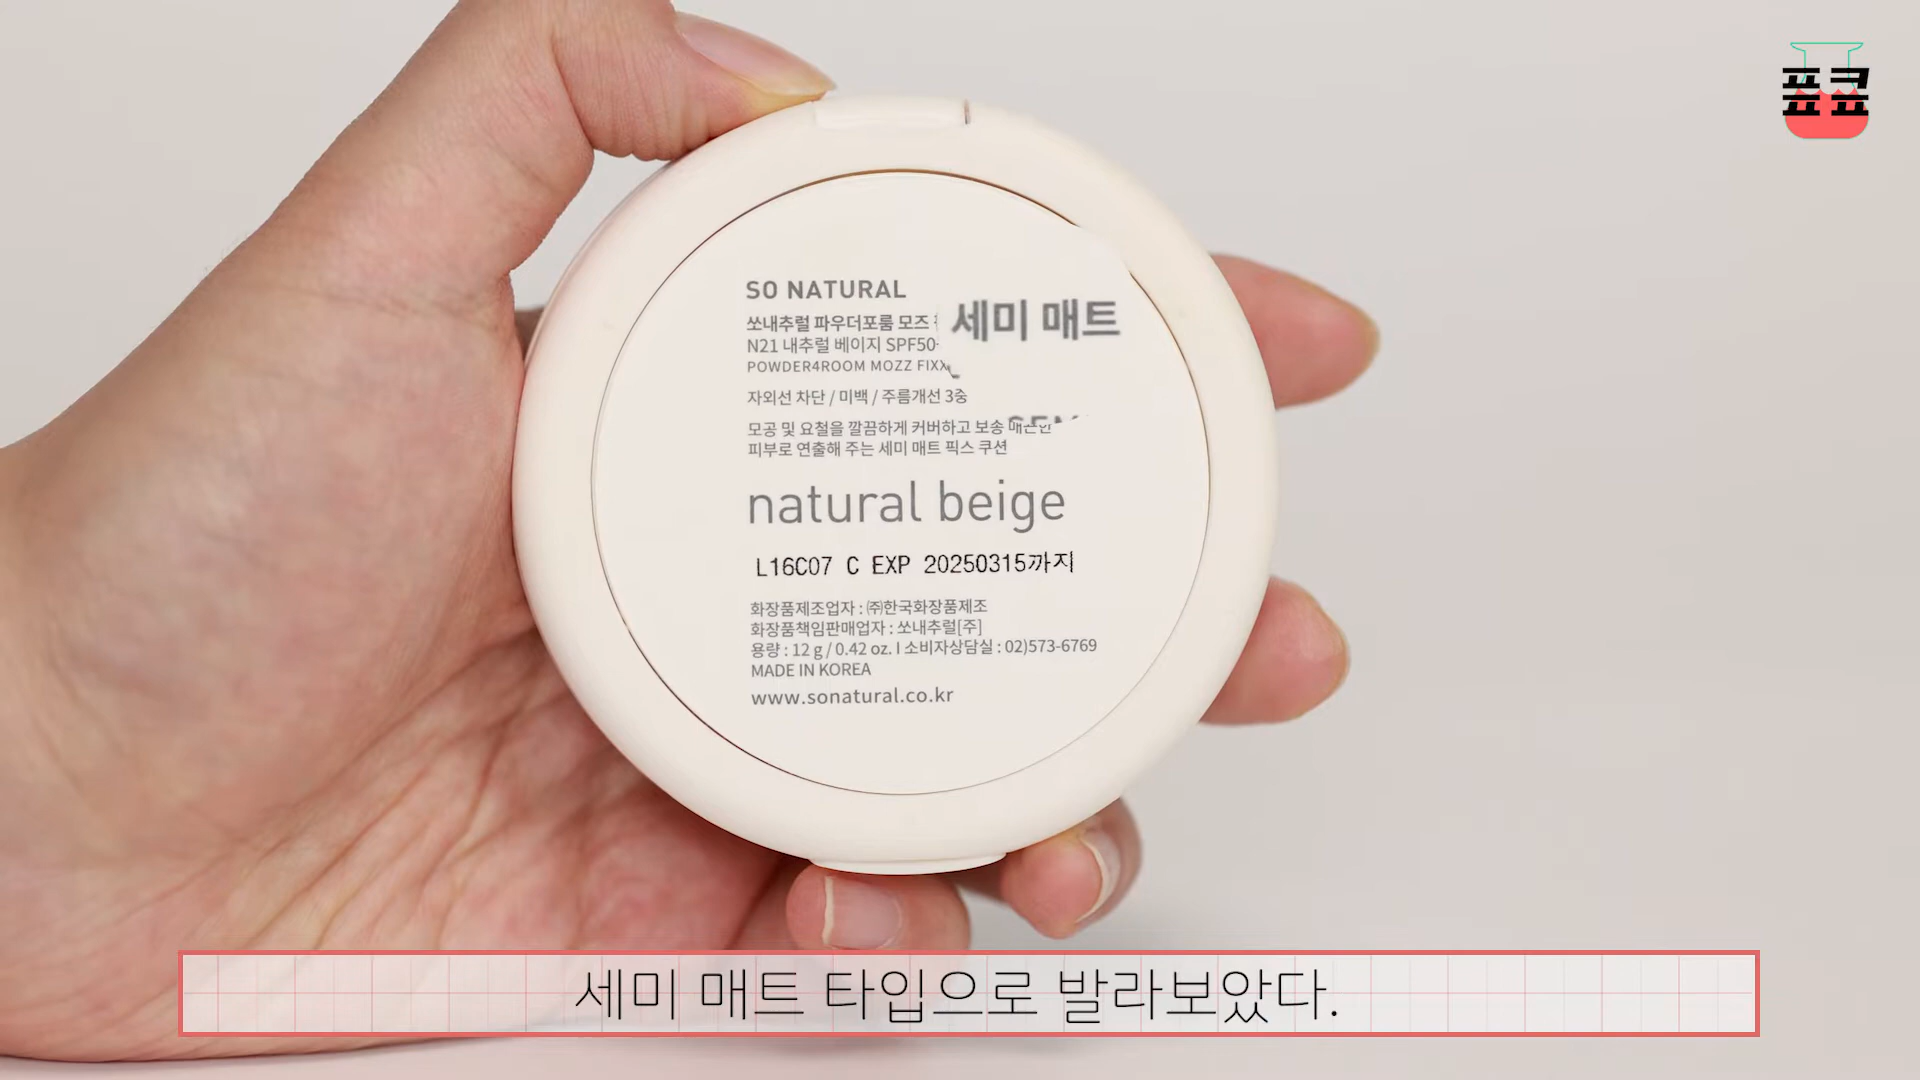 푶쿂
SO NATURAL
쏘내추럴 파우더포룸 모즈
세미 매트
N21 내추럴 베이지 SPF50
POWDER4ROOM MOZZ FIXX
자외선 차단 / 미백 / 주름개선 3중
모공 및 요철을 깔끔하게 커버하고 보송 매끈한
피부로 연출해 주는 세미 매트 픽스 쿠션
natural beige
L16C07 C EXP 20250315까지
화장품제조업자 : ㈜한국화장품제조
화장품책임판매업자 : 쏘내추럴[주]
용량 : 12 g / 0.42 oz. I 소비자상담실 : 02)573-6769
MADE IN KOREA
www.sonatural.co.kr
세미 매트 타입으로 발라보았다.